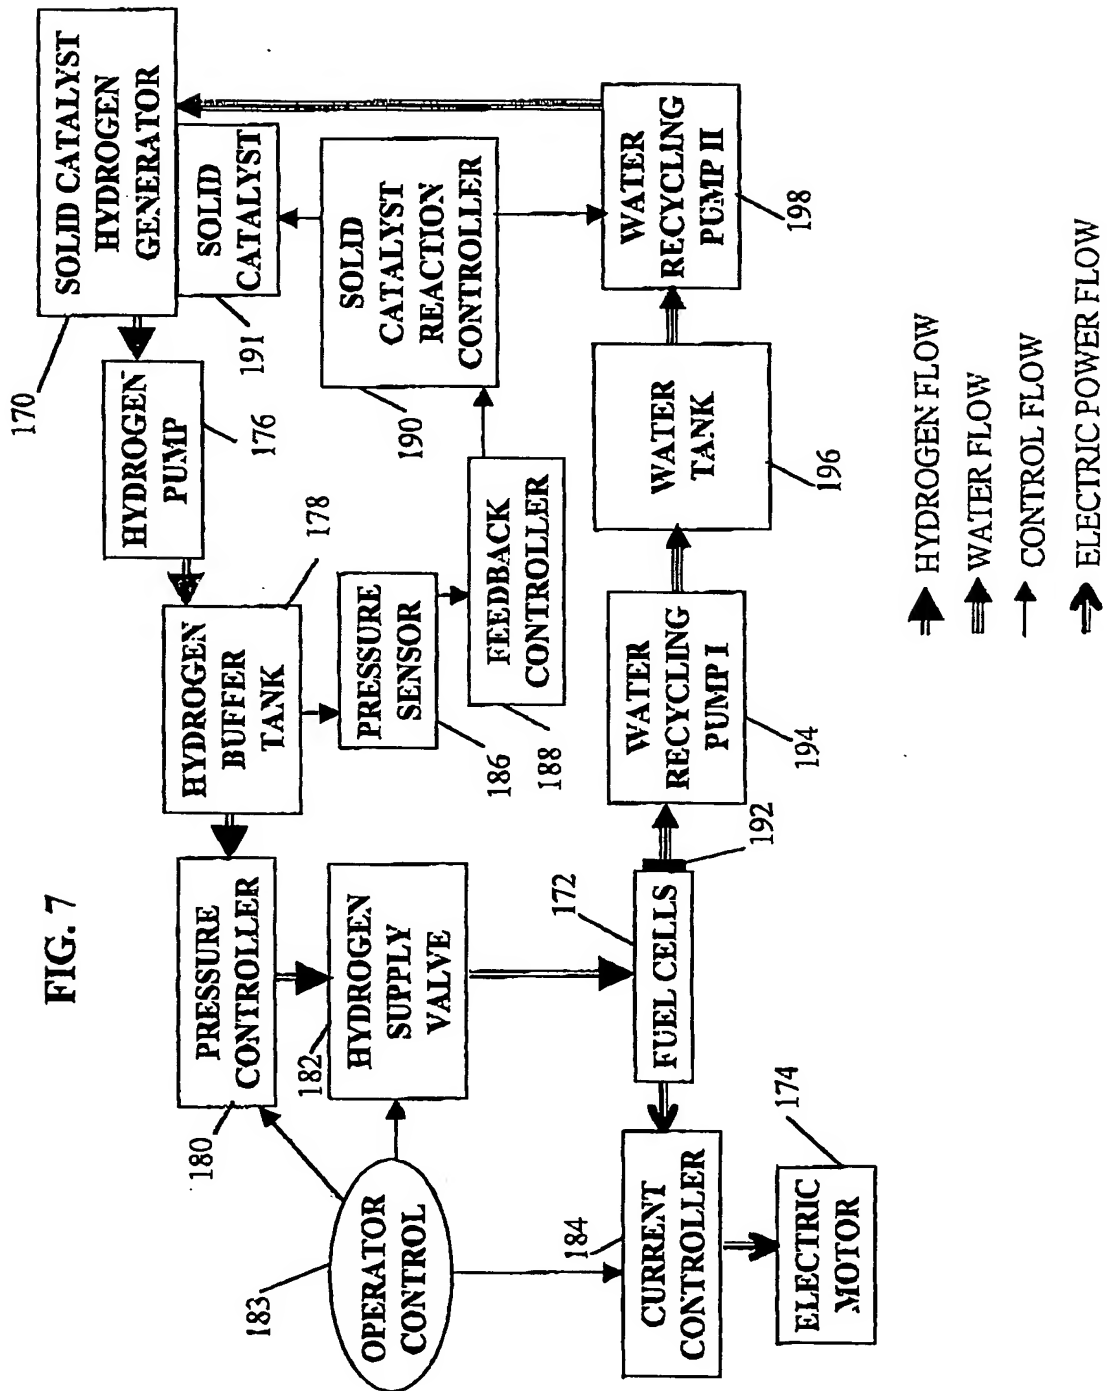 FIG. 7
SOLID CATALYST
HYDROGEN
GENERATOR
170
SOLID
CATALYST
191
HYDROGEN
PUMP
176
HYDROGEN
BUFFER
TANK
178
PRESSURE
CONTROLLER
180
HYDROGEN
SUPPLY
VALVE
182
OPERATOR
CONTROL
183
PRESSURE
SENSOR
186
FEEDBACK
CONTROLLER
188
SOLID
CATALYST
REACTION
CONTROLLER
190
CURRENT
CONTROLLER
184
ELECTRIC
MOTOR
174
FUEL CELLS
172
192
WATER
RECYCLING
PUMP I
194
WATER
TANK
196
WATER
RECYCLING
PUMP II
198
HYDROGEN FLOW
WATER FLOW
CONTROL FLOW
ELECTRIC POWER FLOW